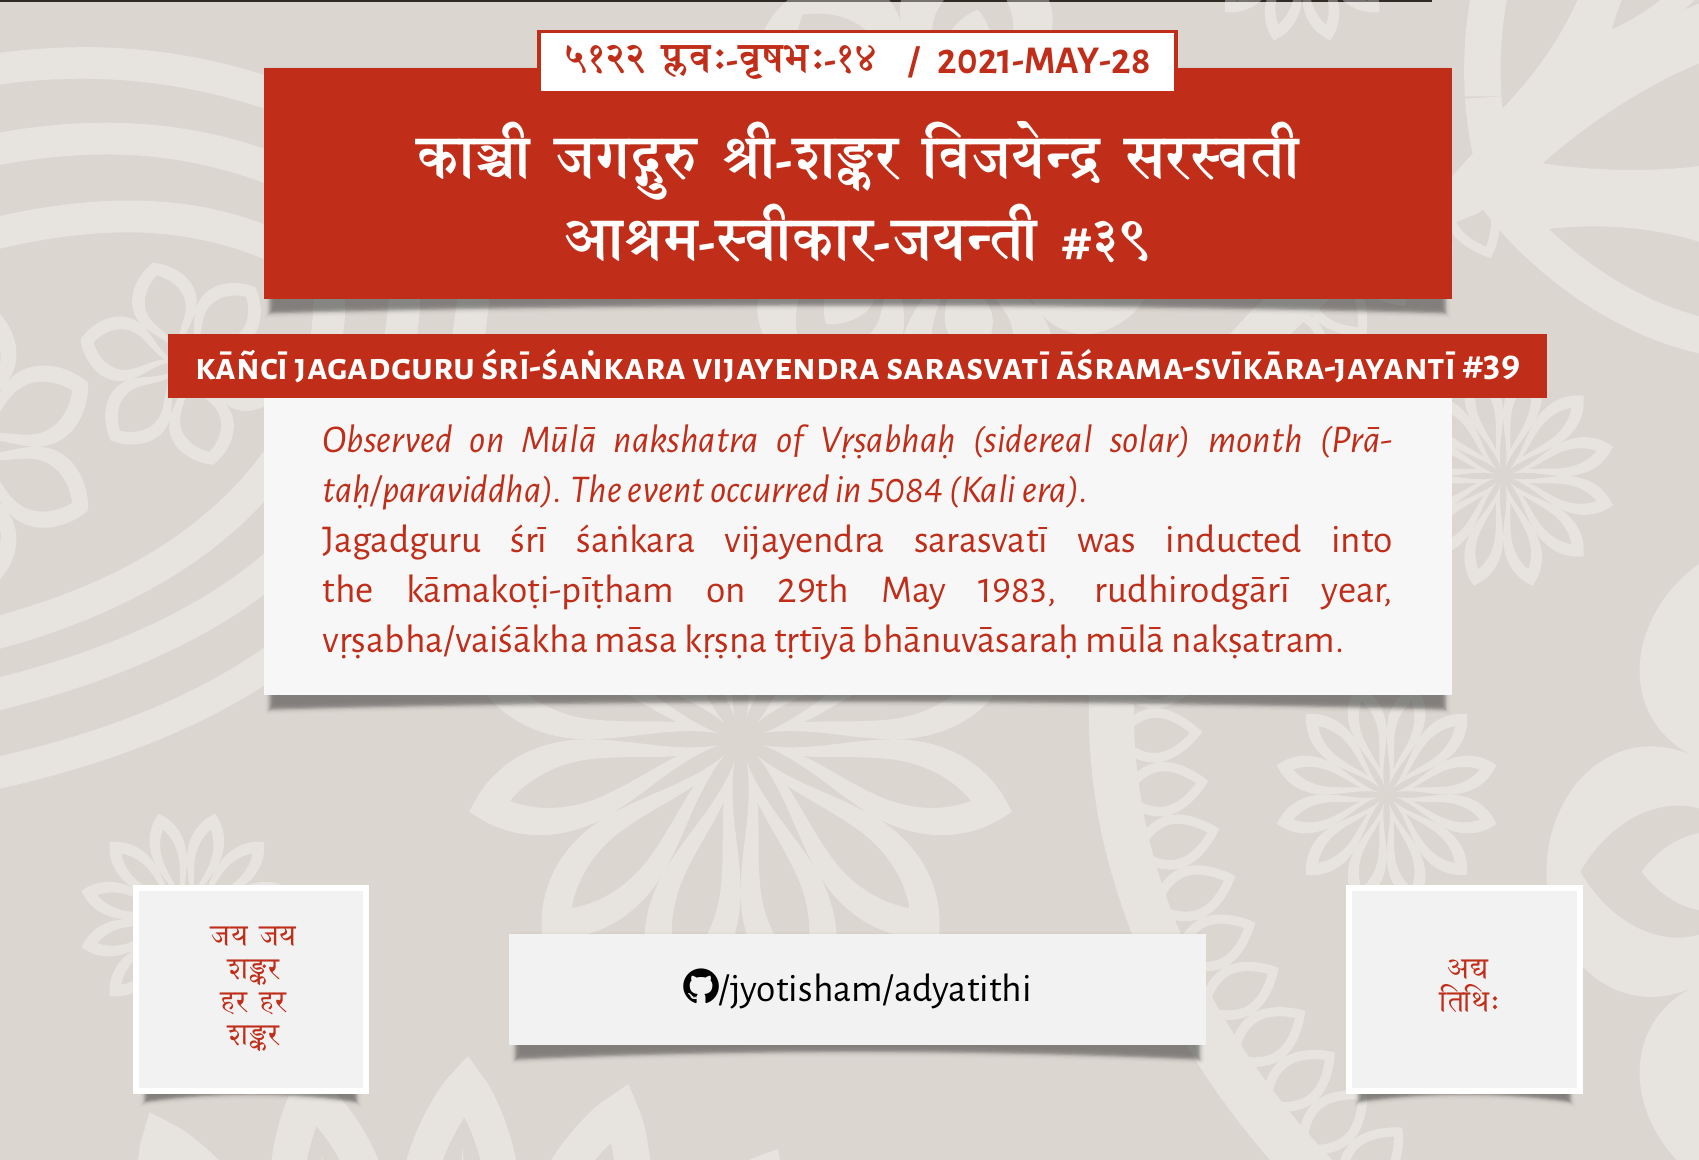 ५१२२ प्लवः-वृषभः-१४ / 2021-MAY-28
काञ्ची जगद्गुरु श्री-शङ्कर विजयेन्द्र सरस्वती
आश्रम-स्वीकार-जयन्ती #३९
KĀÑCĪ JAGADGURU ŚRĪ-ŚAṄKARA VIJAYENDRA SARASVATĪ ĀŚRAMA-SVĪKĀRA-JAYANTĪ #39
Observed on Mūlā nakshatra of Vṛṣabhaḥ (sidereal solar) month (Prā-
taḥ/paraviddha). The event occurred in 5084 (Kali era).
Jagadguru śrī śaṅkara vijayendra sarasvatī was inducted into
the kāmakoṭi-pīṭham on 29th May 1983, rudhirodgārī year,
vṛṣabha/vaiśākha māsa kṛṣṇa tṛtīyā bhānuvāsaraḥ mūlā nakṣatram.
जय जय
शङ्कर
हर हर
शङ्कर
/jyotisham/adyatithi
अद्य
तिथिः